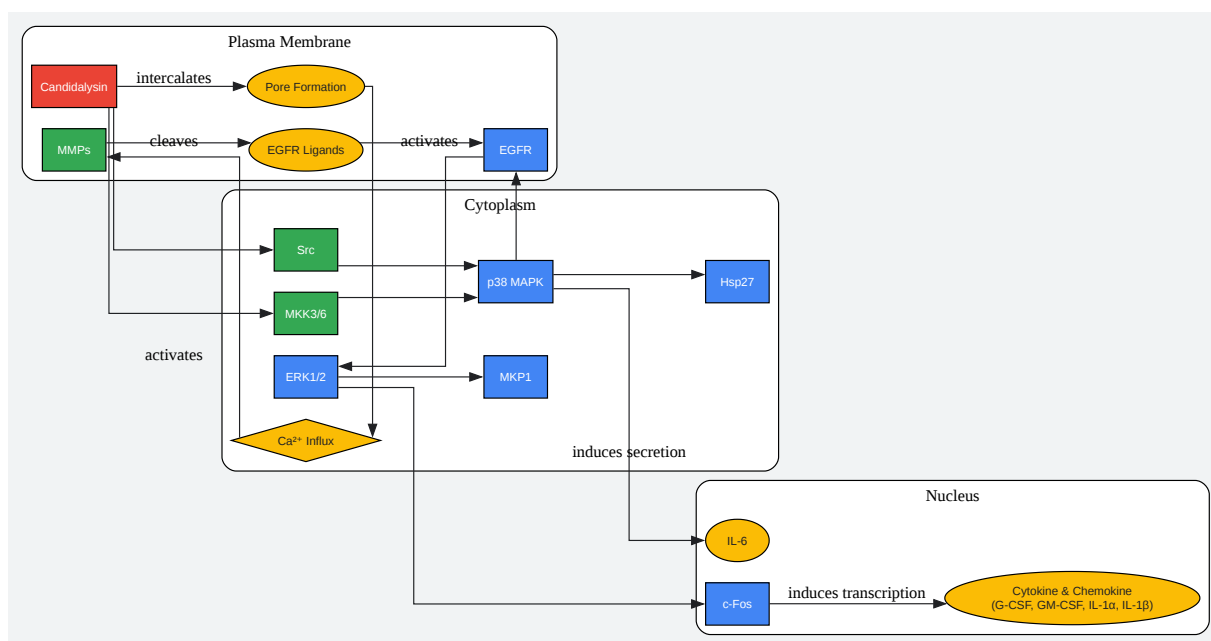 Plasma Membrane
Candidalysin
intercalates
Pore Formation
MMPs
cleaves
EGFR Ligands
activates
EGFR
Cytoplasm
Src
p38 MAPK
Hsp27
MKK3/6
activates
ERK1/2
MKP1
Ca²⁺ Influx
induces secretion
Nucleus
IL-6
c-Fos
induces transcription
Cytokine & Chemokine
(G-CSF, GM-CSF, IL-1α, IL-1β)